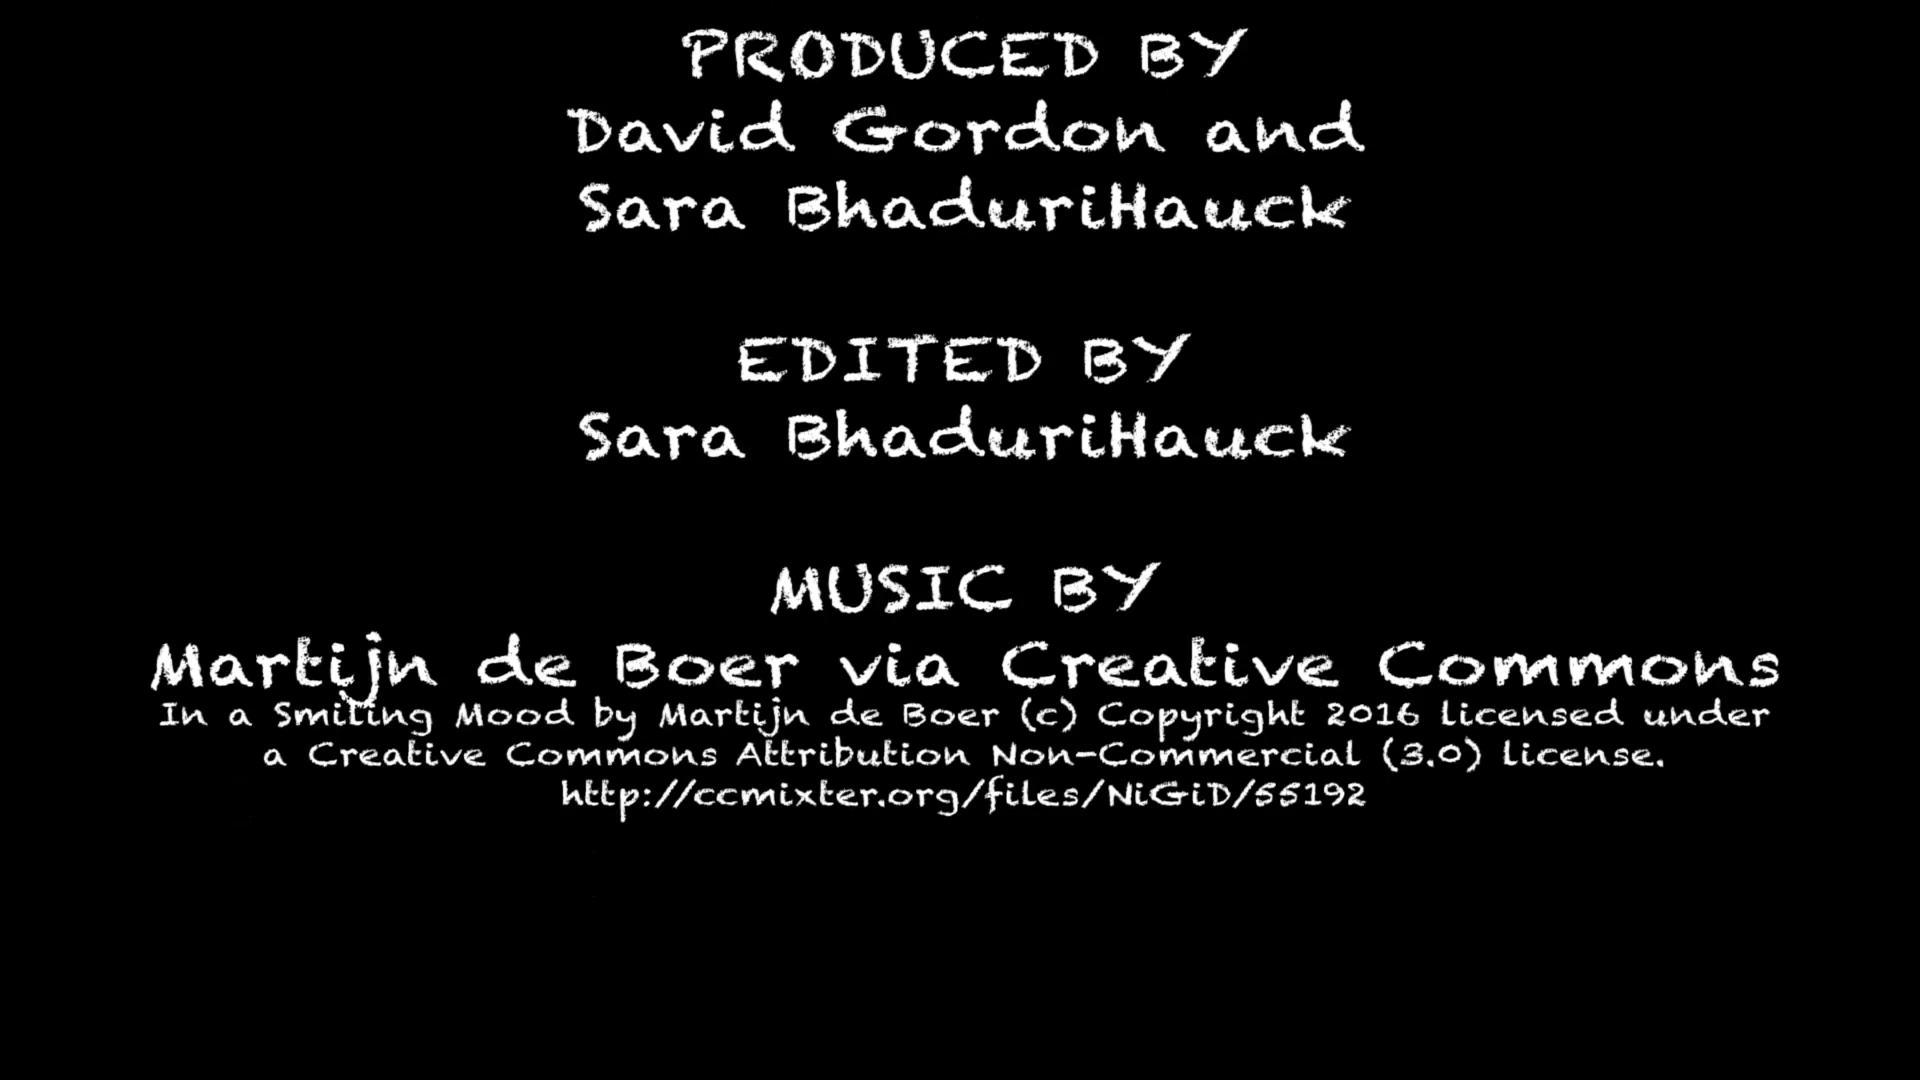 PRODUCED BY
David Gordon and
Sara BhaduriHauck
EDITED BY
Sara BhaduriHauck
MUSIC BY
Martijn de Boer via Creative Commons
In a Smiling Mood by Martijn de Boer (c) Copyright 2016 licensed under
a Creative Commons Attribution Non-Commercial (3.0) license.
http://ccmixter.org/files/NiGiD/55192